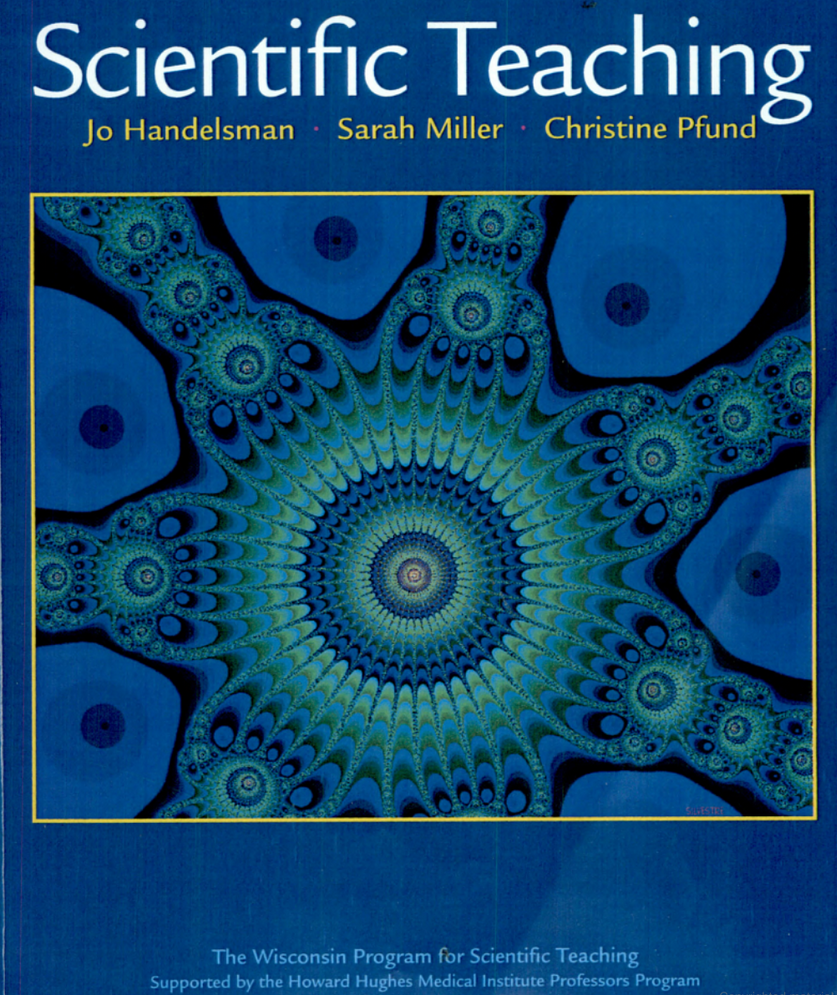 Scientific Teaching
Jo Handelsman · Sarah Miller · Christine Pfund
The Wisconsin Program for Scientific Teaching
Supported by the Howard Hughes Medical Institute Professors Program